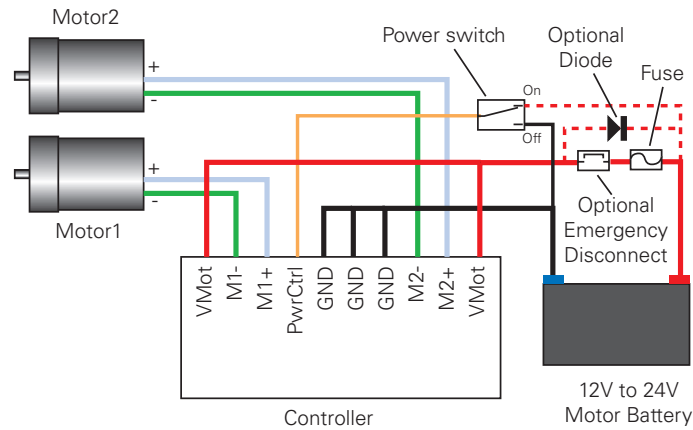 Motor2
+
-
+
-
Motor1
Power switch
On
Off
Optional
Diode
Fuse
Optional
Emergency
Disconnect
VMot
M1-
M1+
PwrCtrl
GND
GND
GND
M2-
M2+
VMot
Controller
12V to 24V
Motor Battery